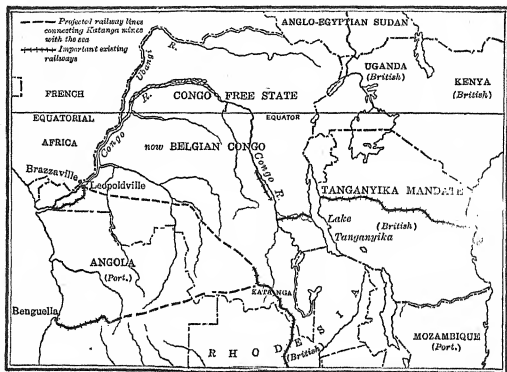 Projected railway lines
connecting Katanga mines
with the sea
Important existing
railways
ANGLO-EGYPTIAN SUDAN
Ubangi R.
UGANDA
(British)
KENYA
(British)
FRENCH
CONGO FREE STATE
Congo R.
EQUATORIAL
EQUATOR
AFRICA
now BELGIAN CONGO
Congo R.
Brazzaville
Leopoldville
TANGANYIKA MANDATE
(British)
Lake
Tanganyika
ANGOLA
(Port.)
KATANGA
Benguella
RHODESIA
(British)
MOZAMBIQUE
(Port.)